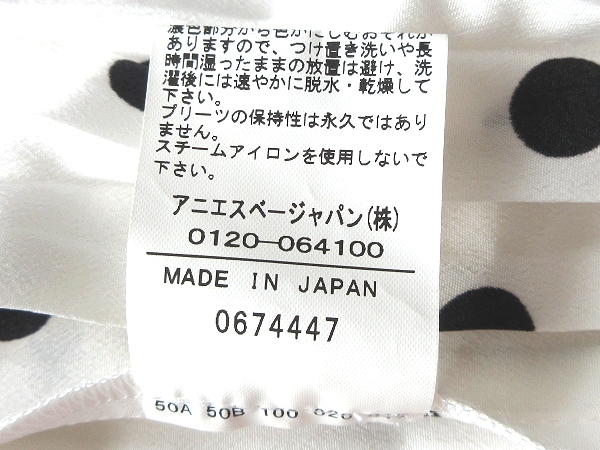 濃色部分から色がにじむおそれが
ありますので、つけ置き洗いや長
時間湿ったままの放置は避け、洗
濯後には速やかに脱水・乾燥して
下さい。
プリーツの保持性は永久ではあり
ません。
スチームアイロンを使用しないで
下さい。
アニエスベージャパン(株)
0120-064100
MADE IN JAPAN
0674447
50A 50B 100 020